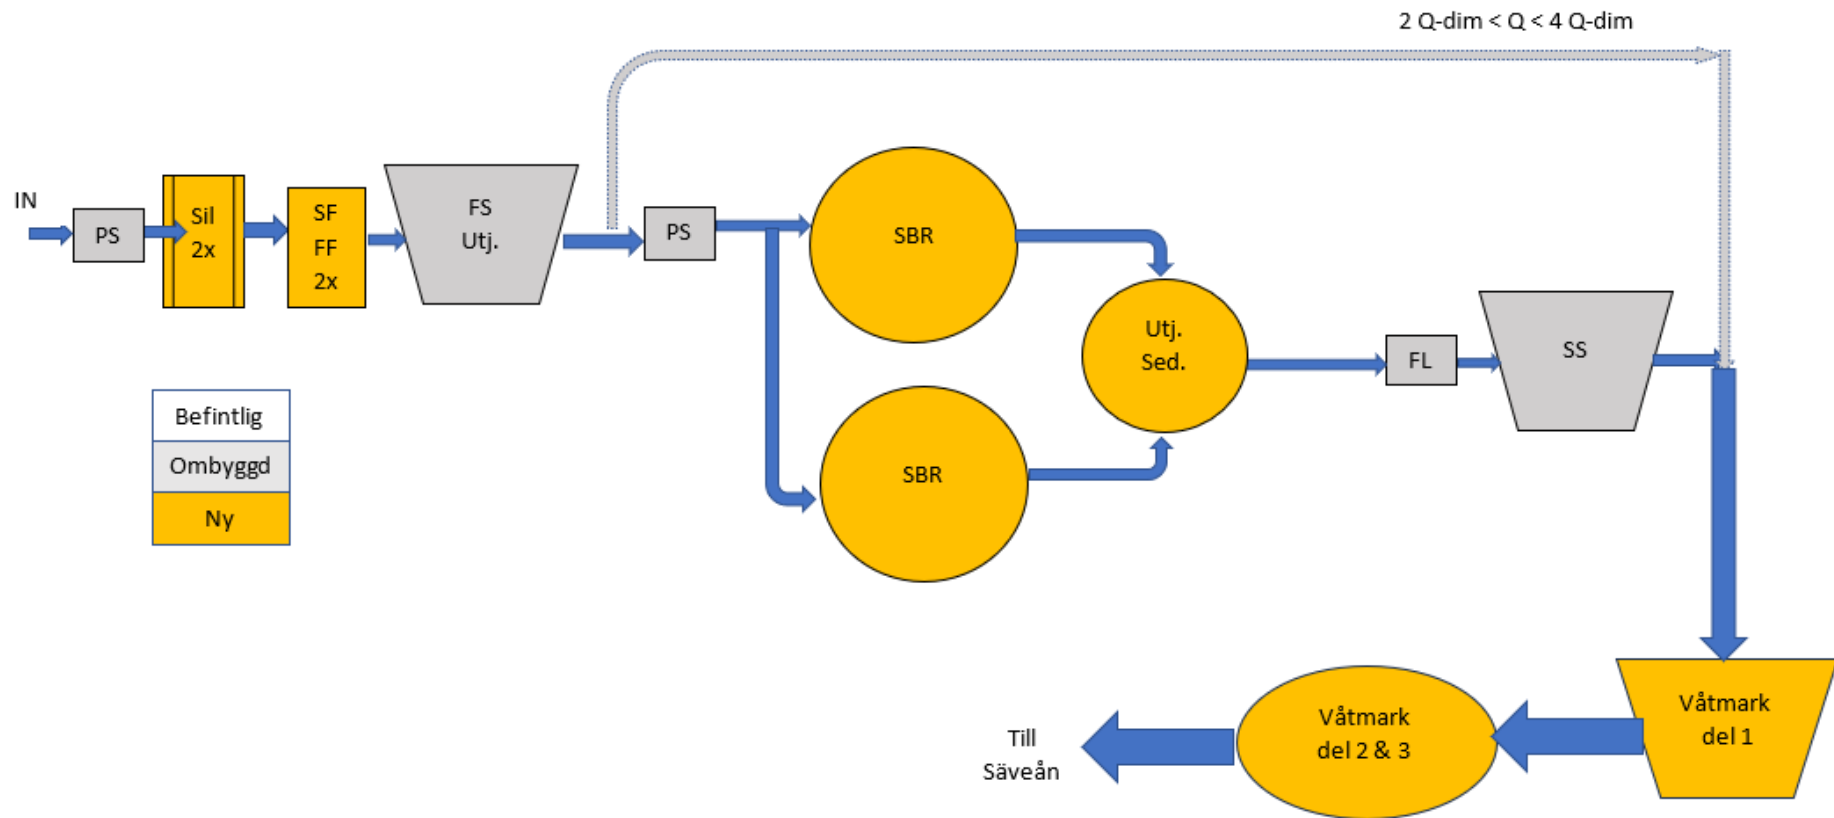 2 Q-dim < Q < 4 Q-dim
IN
PS
Sil
2x
SF
FF
2x
FS
Utj.
PS
SBR
SBR
Utj.
Sed.
FL
SS
Befintlig
Ombyggd
Ny
Våtmark
del 1
Våtmark
del 2 & 3
Till
Säveån